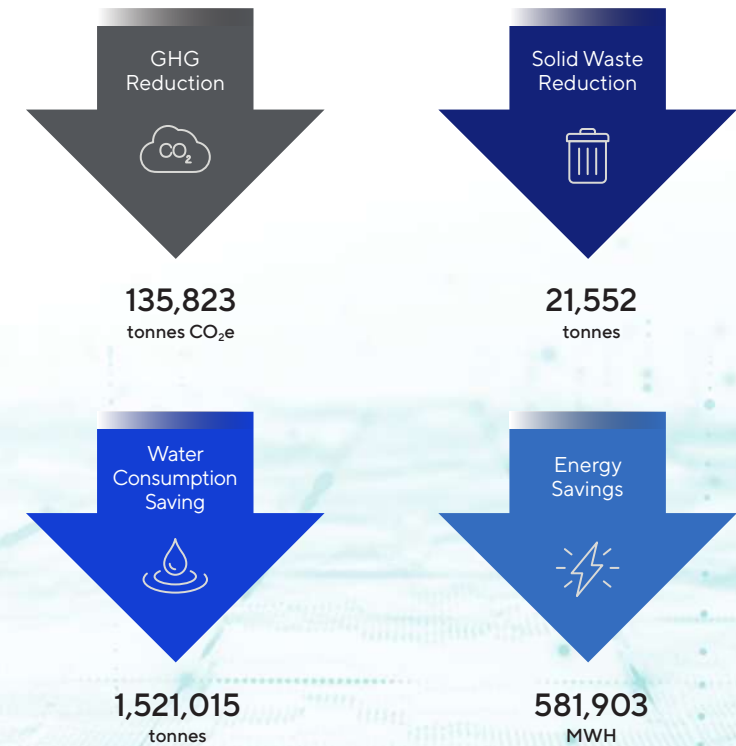 GHG
Reduction
CO₂
135,823
tonnes CO₂e
Solid Waste
Reduction
21,552
tonnes
Water
Consumption
Saving
1,521,015
tonnes
Energy
Savings
581,903
MWH